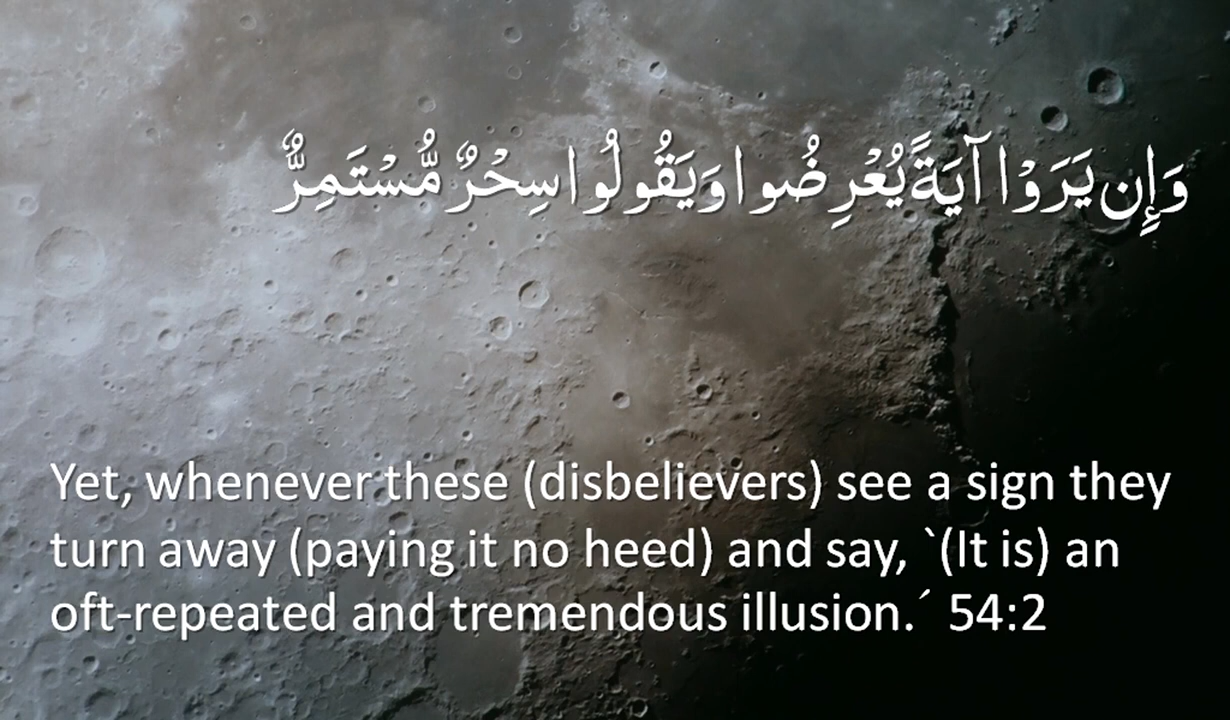 وَإِن يَرَوْا آيَةً يُعْرِضُوا وَيَقُولُوا سِحْرٌ مُّسْتَمِرٌّ
Yet, whenever these (disbelievers) see a sign they
turn away (paying it no heed) and say, `(It is) an
oft-repeated and tremendous illusion.´ 54:2